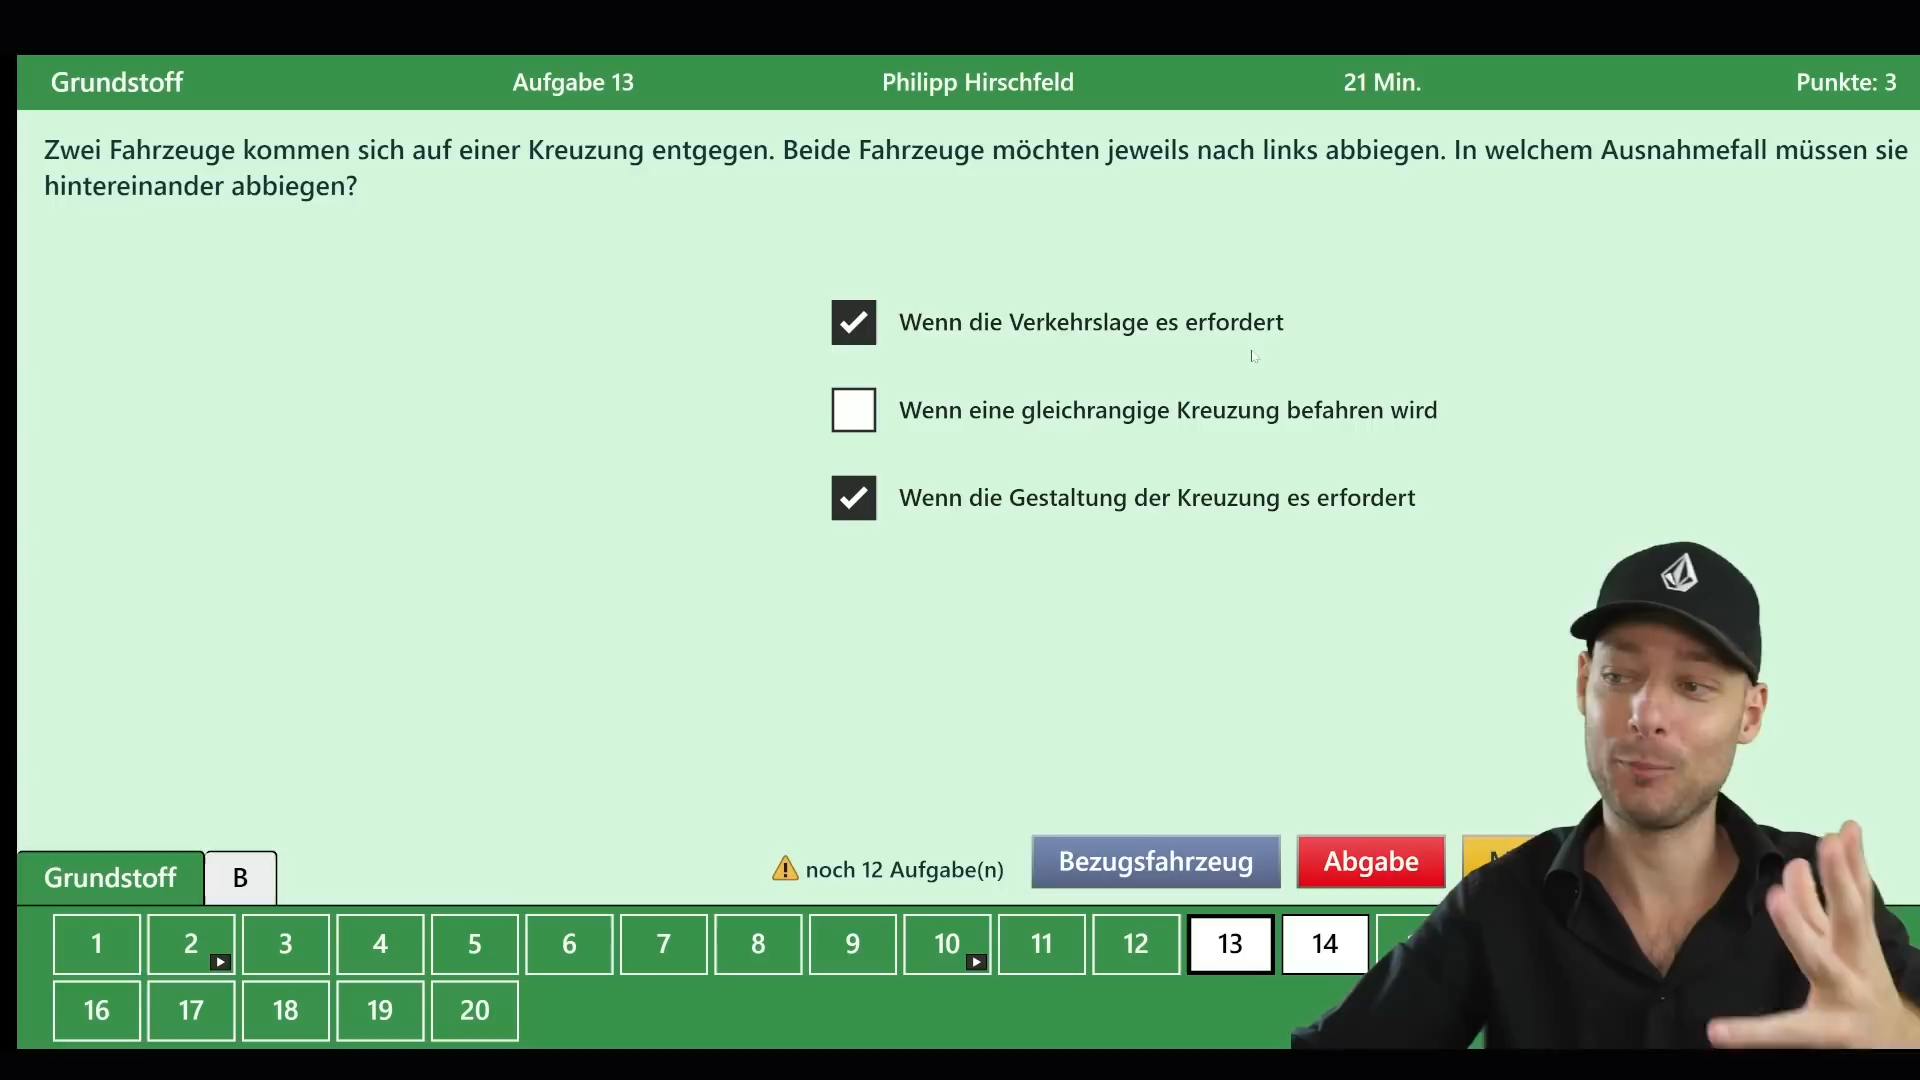 Grundstoff
Aufgabe 13
Philipp Hirschfeld
21 Min.
Punkte: 3
Zwei Fahrzeuge kommen sich auf einer Kreuzung entgegen. Beide Fahrzeuge möchten jeweils nach links abbiegen. In welchem Ausnahmefall müssen sie
hintereinander abbiegen?
Wenn die Verkehrslage es erfordert
Wenn eine gleichrangige Kreuzung befahren wird
Wenn die Gestaltung der Kreuzung es erfordert
Grundstoff
B
noch 12 Aufgabe(n)
Bezugsfahrzeug
Abgabe
1 2 3 4 5 6 7 8 9 10 11 12 13 14
16 17 18 19 20